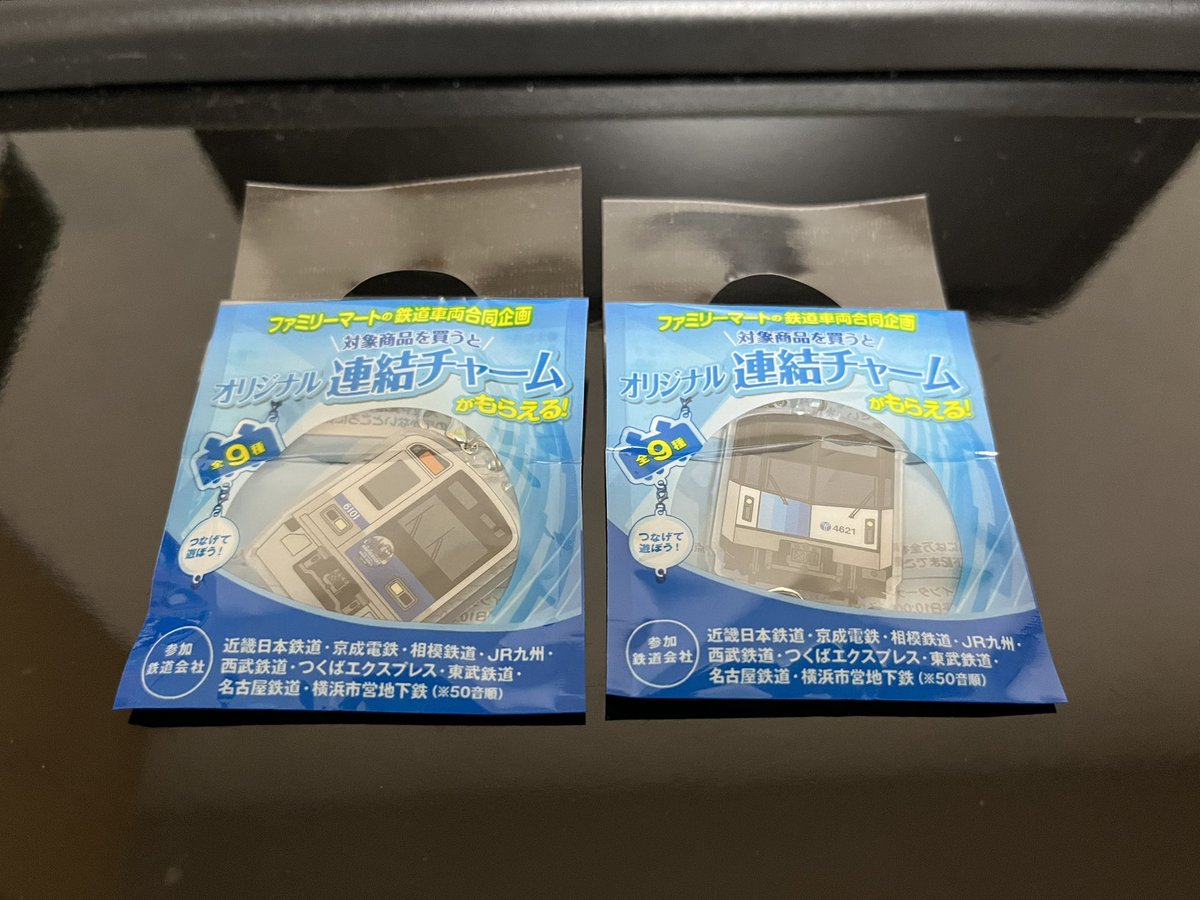 ファミリーマートの鉄道車両合同企画
対象商品を買うと
オリジナル 連結チャーム
がもらえる!
全9種
つなげて
遊ぼう!
6101
参加
鉄道会社
近畿日本鉄道・京成電鉄・相模鉄道・JR九州・
西武鉄道・つくばエクスプレス・東武鉄道・
名古屋鉄道・横浜市営地下鉄(※50音順)
ファミリーマートの鉄道車両合同企画
対象商品を買うと
オリジナル 連結チャーム
がもらえる!
全9種
つなげて
遊ぼう!
4621
参加
鉄道会社
近畿日本鉄道・京成電鉄・相模鉄道・JR九州・
西武鉄道・つくばエクスプレス・東武鉄道・
名古屋鉄道・横浜市営地下鉄(※50音順)